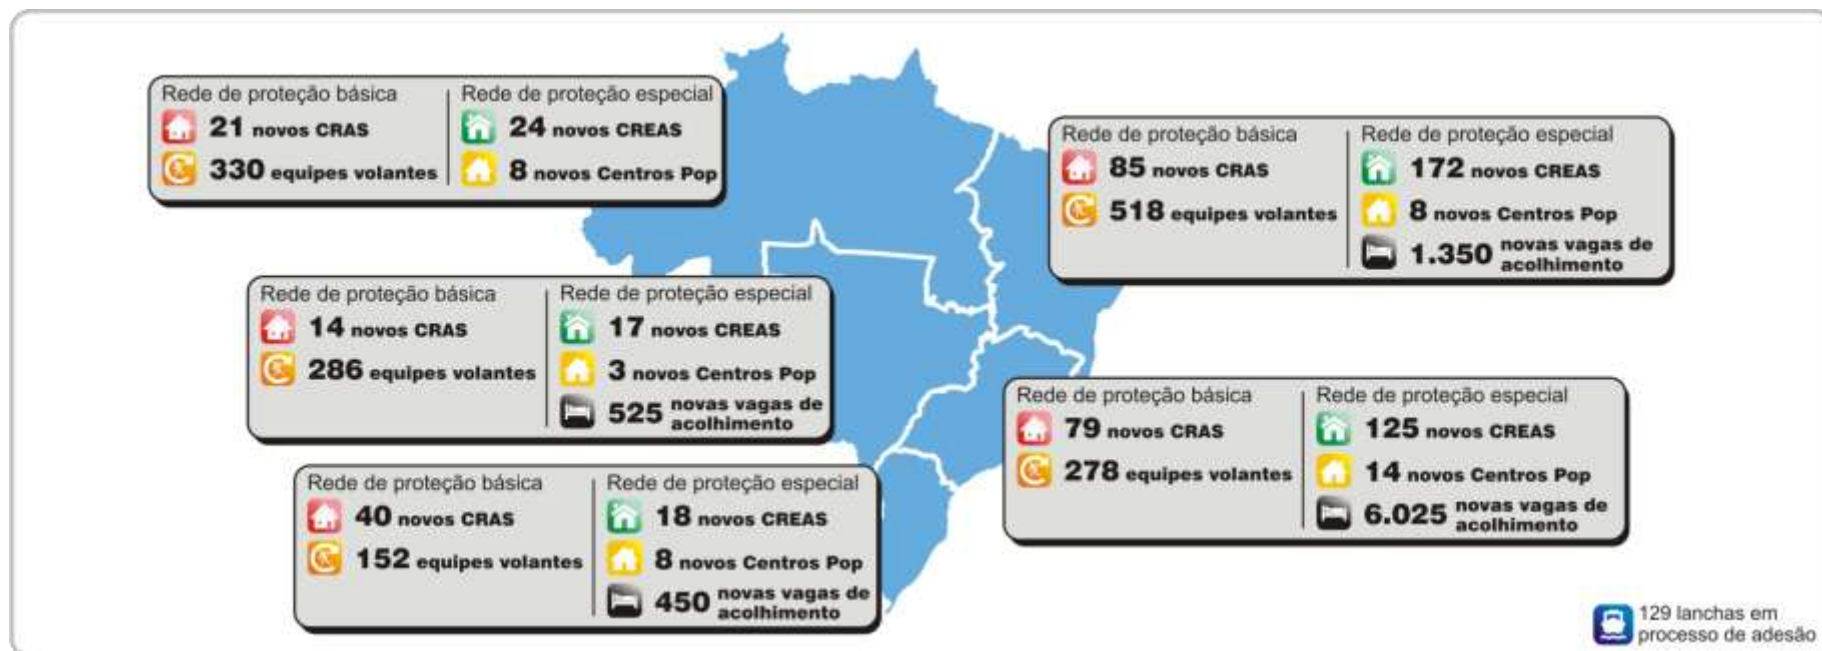 Rede de proteção básica
21 novos CRAS
330 equipes volantes
Rede de proteção especial
24 novos CREAS
8 novos Centros Pop
Rede de proteção básica
85 novos CRAS
518 equipes volantes
Rede de proteção especial
172 novos CREAS
8 novos Centros Pop
1.350 novas vagas de
acolhimento
Rede de proteção básica
14 novos CRAS
286 equipes volantes
Rede de proteção especial
17 novos CREAS
3 novos Centros Pop
525 novas vagas de
acolhimento
Rede de proteção básica
79 novos CRAS
278 equipes volantes
Rede de proteção especial
125 novos CREAS
14 novos Centros Pop
6.025 novas vagas de
acolhimento
Rede de proteção básica
40 novos CRAS
152 equipes volantes
Rede de proteção especial
18 novos CREAS
8 novos Centros Pop
450 novas vagas de
acolhimento
129 lanchas em
processo de adesão